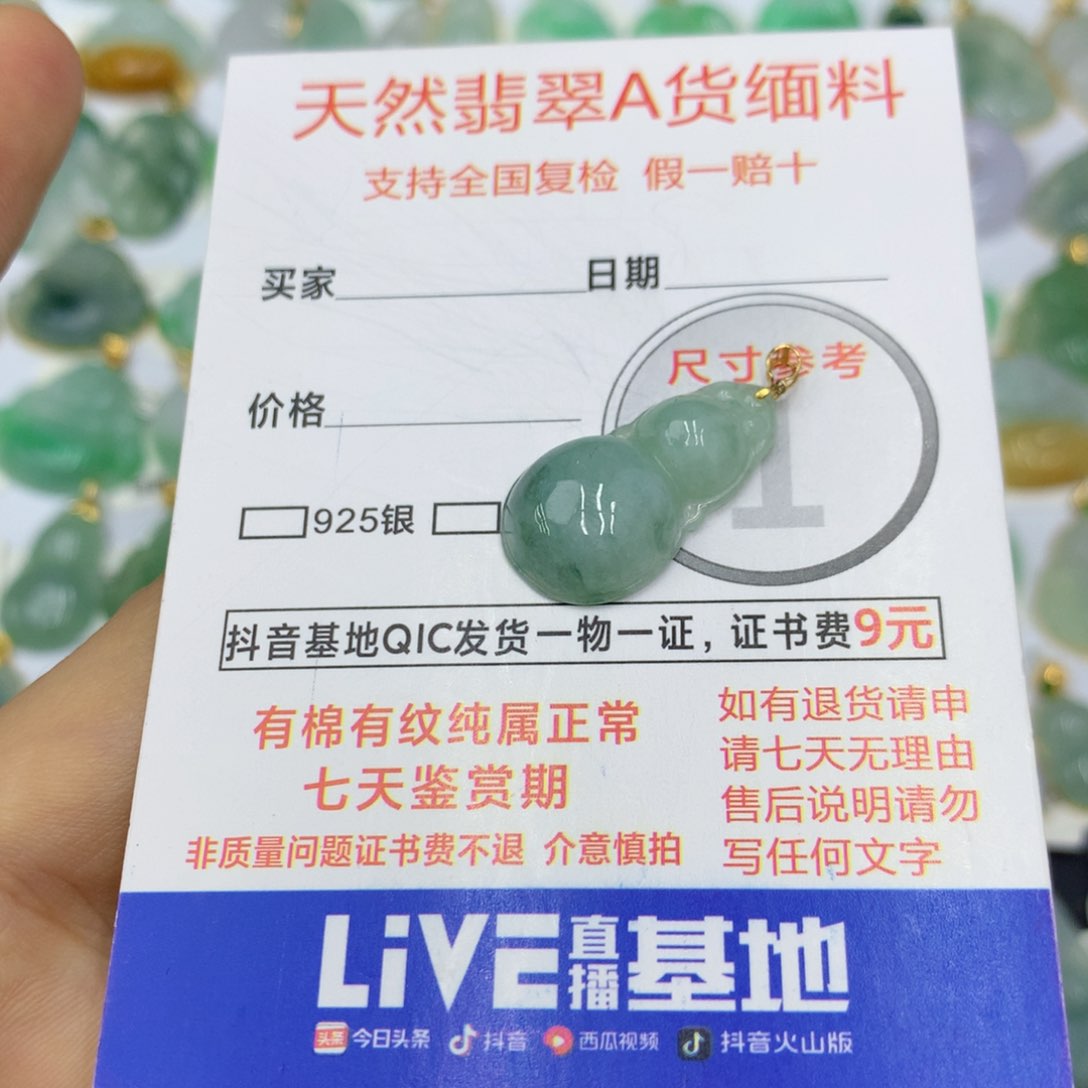 天然翡翠A货缅料
支持全国复检 假一赔十
买家 日期
尺寸参考
价格
1
925银
抖音基地QIC发货一物一证，证书费9元
有棉有纹纯属正常
七天鉴赏期
非质量问题证书费不退 介意慎拍
如有退货请申
请七天无理由
售后说明请勿
写任何文字
LiVE直播基地
头条 今日头条 抖音 西瓜视频 抖音火山版